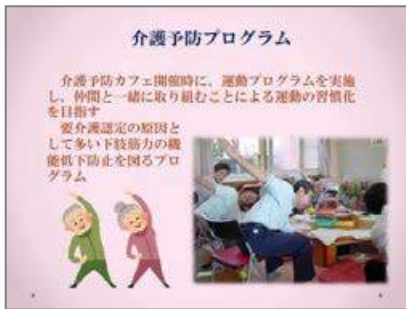 介護予防プログラム
介護予防カフェ開催時に、運動プログラムを実施
し、仲間と一緒に取り組むことによる運動の習慣化
を目指す
要介護認定の原因と
して多い下肢筋力の機
能低下防止を図るプロ
グラム